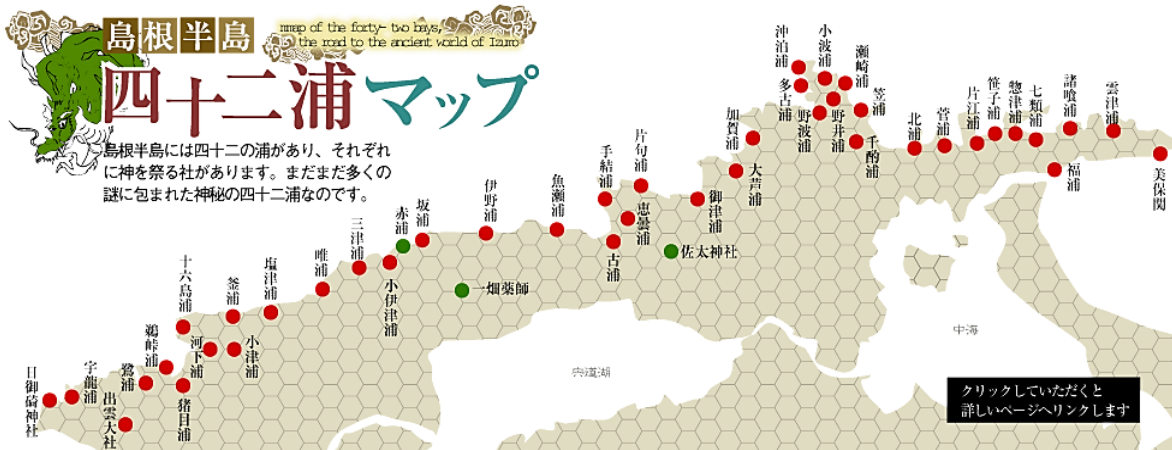 島根半島
mmap of the forty- two bays,
the road to the ancient world of Izuro
四十二浦マップ
島根半島には四十二の浦があり、それぞれ
に神を祭る社があります。まだまだ多くの
謎に包まれた神秘の四十二浦なのです。
日御碕神社
宇龍浦
鷺浦
出雲大社
鵜峠浦
猪目浦
十六島浦
河下浦
釜浦
小津浦
塩津浦
唯浦
三津浦
赤浦
小伊津浦
坂浦
伊野浦
一畑薬師
魚瀬浦
手結浦
古浦
片句浦
恵曇浦
御津浦
佐太神社
加賀浦
大芦浦
沖泊浦
多古浦
小波浦
野波浦
野井浦
瀬崎浦
笠浦
千酌浦
北浦
菅浦
片江浦
笹子浦
惣津浦
七類浦
諸喰浦
福浦
雲津浦
美保関
宍道湖
中海
クリックしていただくと
詳しいページへリンクします